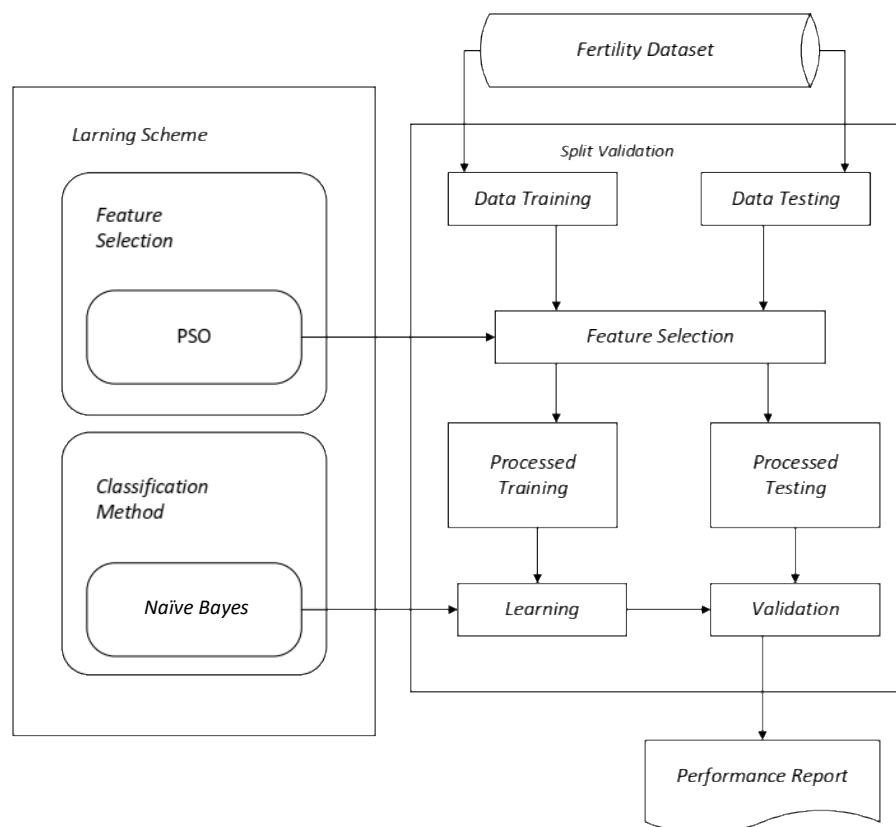 Fertility Dataset
Larning Scheme
Split Validation
Feature
Selection
Data Training
Data Testing
PSO
Feature Selection
Classification
Method
Processed
Training
Processed
Testing
Naïve Bayes
Learning
Validation
Performance Report